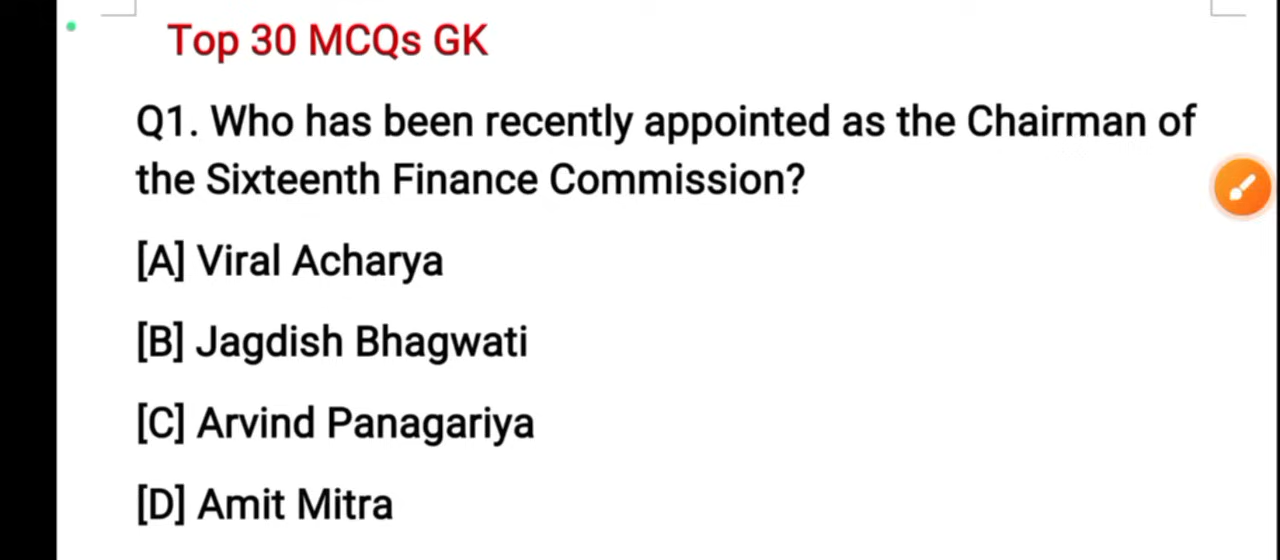 Top 30 MCQs GK
Q1. Who has been recently appointed as the Chairman of
the Sixteenth Finance Commission?
[A] Viral Acharya
[B] Jagdish Bhagwati
[C] Arvind Panagariya
[D] Amit Mitra